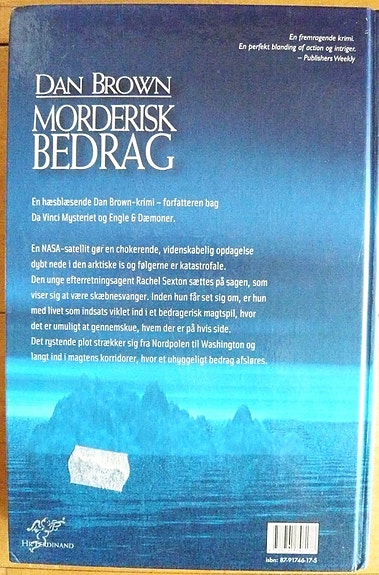 En fremragende krimi.
En perfekt blanding af action og intriger.
– Publishers Weekly
DAN BROWN
MORDERISK
BEDRAG
En hæsblæsende Dan Brown-krimi – forfatteren bag
Da Vinci Mysteriet og Engle & Dæmoner.
En NASA-satellit gør en chokerende, videnskabelig opdagelse
dybt nede i den arktiske is og følgerne er katastrofale.
Den unge efterretningsagent Rachel Sexton sættes på sagen, som
viser sig at være skæbnesvanger. Inden hun får set sig om, er hun
med livet som indsats viklet ind i et bedragerisk magtspil, hvor
det er umuligt at gennemskue, hvem der er på hvis side.
Det rystende plot strækker sig fra Nordpolen til Washington og
langt ind i magtens korridorer, hvor et uhyggeligt bedrag afsløres.
HR. FERDINAND
isbn: 87-91746-17-5